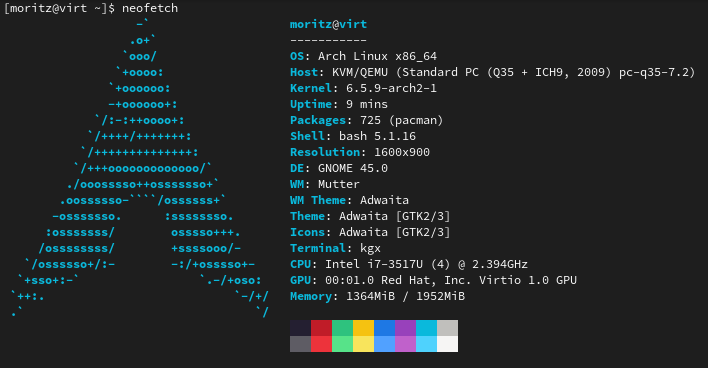 [moritz@virt ~]$ neofetch
                   -`                    moritz@virt
                  .o+`                   -----------
                 `ooo/                   OS: Arch Linux x86_64
                `+oooo:                  Host: KVM/QEMU (Standard PC (Q35 + ICH9, 2009) pc-q35-7.2)
               `+oooooo:                 Kernel: 6.5.9-arch2-1
               -+oooooo+:                Uptime: 9 mins
             `/:-:++oooo+:               Packages: 725 (pacman)
            `/++++/+++++++:              Shell: bash 5.1.16
           `/++++++++++++++:             Resolution: 1600x900
          `/+++ooooooooooooo/`           DE: GNOME 45.0
         ./ooosssso++osssssso+`          WM: Mutter
        .oossssso-````/ossssss+`         WM Theme: Adwaita
       -osssssso.      :ssssssso.        Theme: Adwaita [GTK2/3]
      :osssssss/        osssso+++.       Icons: Adwaita [GTK2/3]
     /ossssssss/        +ssssooo/-       Terminal: kgx
   `/ossssso+/:-        -:/+osssso+-     CPU: Intel i7-3517U (4) @ 2.394GHz
  `+sso+:-`                 `.-/+oso:    GPU: 00:01.0 Red Hat, Inc. Virtio 1.0 GPU
 `++:.                           `-/+/   Memory: 1364MiB / 1952MiB
 .`                                 `/